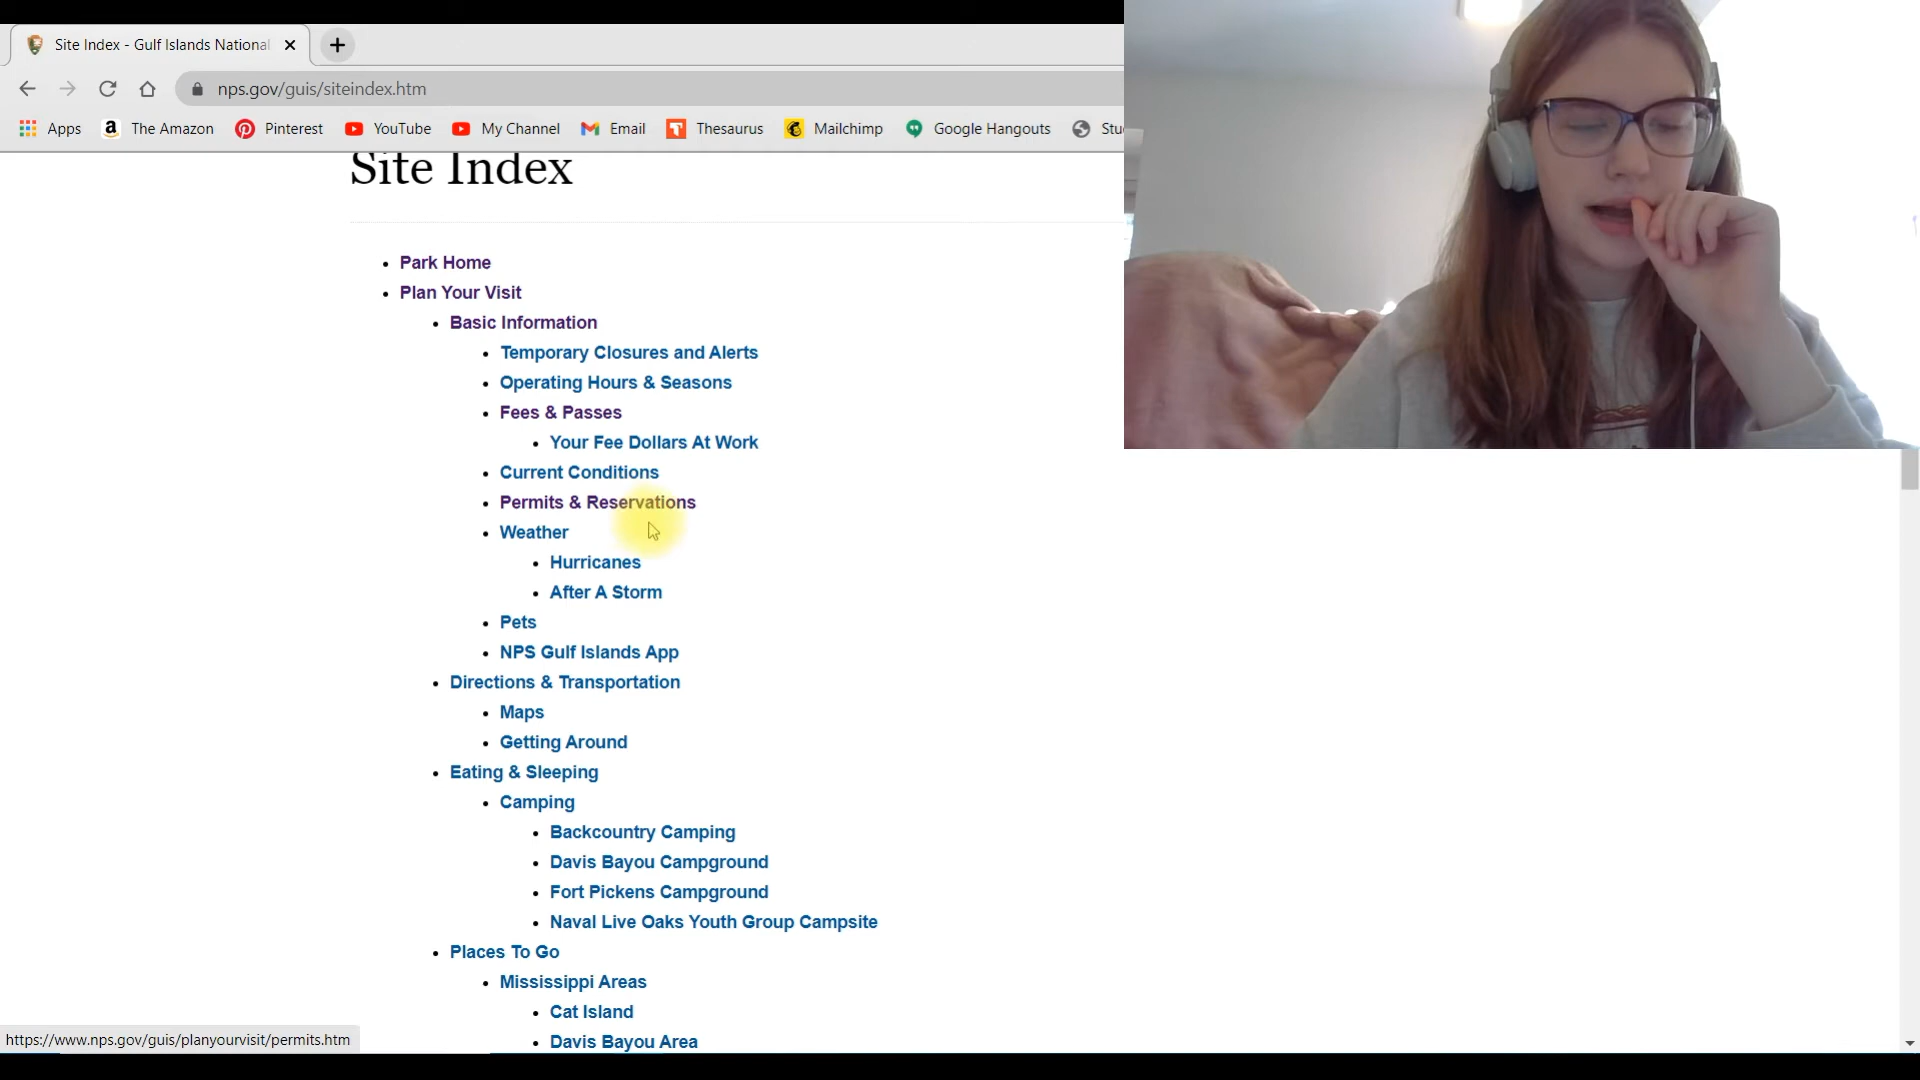 Site Index - Gulf Islands National
nps.gov/guis/siteindex.htm
Apps The Amazon Pinterest YouTube My Channel Email Thesaurus Mailchimp Google Hangouts
Site Index
Park Home
Plan Your Visit
Basic Information
Temporary Closures and Alerts
Operating Hours & Seasons
Fees & Passes
Your Fee Dollars At Work
Current Conditions
Permits & Reservations
Weather
Hurricanes
After A Storm
Pets
NPS Gulf Islands App
Directions & Transportation
Maps
Getting Around
Eating & Sleeping
Camping
Backcountry Camping
Davis Bayou Campground
Fort Pickens Campground
Naval Live Oaks Youth Group Campsite
Places To Go
Mississippi Areas
Cat Island
Davis Bayou Area
https://www.nps.gov/guis/planyourvisit/permits.htm